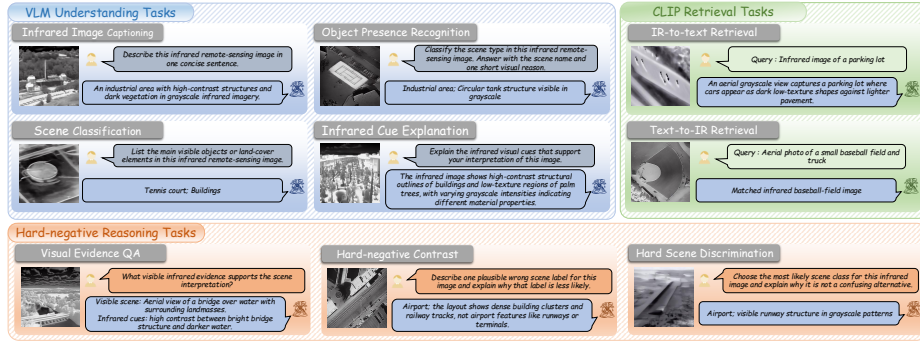 VLM Understanding Tasks
CLIP Retrieval Tasks
Infrared Image Captioning
Describe this infrared remote-sensing image in
one concise sentence.
An industrial area with high-contrast structures and
dark vegetation in grayscale infrared imagery.
Object Presence Recognition
Classify the scene type in this infrared remote-
sensing image. Answer with the scene name and
one short visual reason.
Industrial area; Circular tank structure visible in
grayscale
IR-to-text Retrieval
Query : Infrared image of a parking lot
An aerial grayscale view captures a parking lot where
cars appear as dark low-texture shapes against lighter
pavement.
Scene Classification
List the main visible objects or land-cover
elements in this infrared remote-sensing image.
Tennis court; Buildings
Infrared Cue Explanation
Explain the infrared visual cues that support
your interpretation of this image.
The infrared image shows high-contrast structural
outlines of buildings and low-texture regions of palm
trees, with varying grayscale intensities indicating
different material properties.
Text-to-IR Retrieval
Query : Aerial photo of a small baseball field and
truck
Matched infrared baseball-field image
Hard-negative Reasoning Tasks
Visual Evidence QA
What visible infrared evidence supports the scene
interpretation?
Visible scene: Aerial view of a bridge over water with
surrounding landmasses.
Infrared cues: high contrast between bright bridge
structure and darker water.
Hard-negative Contrast
Describe one plausible wrong scene label for this
image and explain why that label is less likely.
Airport; the layout shows dense building clusters and
railway tracks, not airport features like runways or
terminals.
Hard Scene Discrimination
Choose the most likely scene class for this infrared
image and explain why it is not a confusing alternative.
Airport; visible runway structure in grayscale patterns